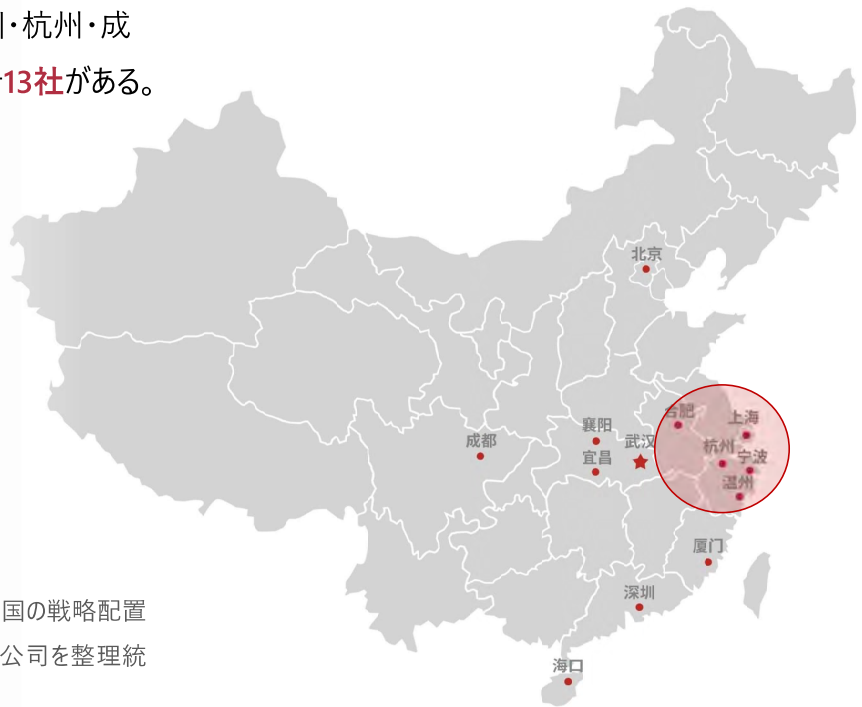 ·杭州·成
13社がある。
北京
合肥
上海
襄阳
成都
武汉
杭州
宁波
宜昌
温州
厦门
深圳
国の戦略配置
公司を整理統
海口